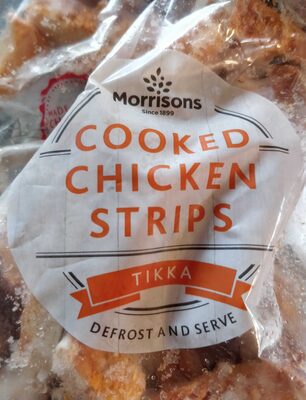 Morrisons
Since 1899
COOKED
CHICKEN
STRIPS
TIKKA
DEFROST AND SERVE